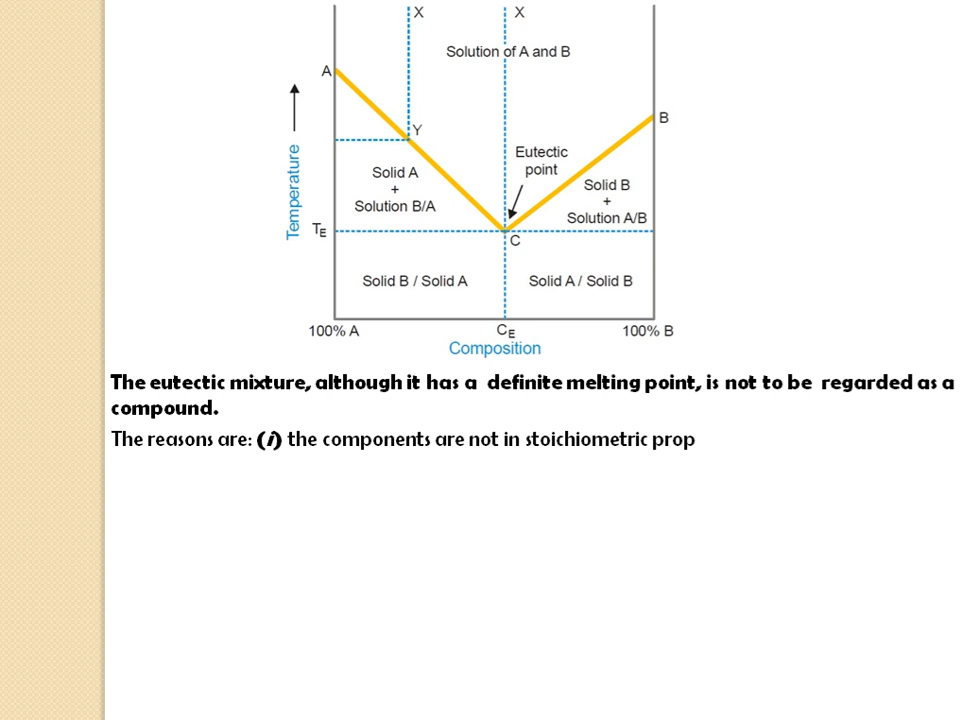 X X
Solution of A and B
A
B
Y
Eutectic
point
Solid A
+
Solution B/A
Solid B
+
Solution A/B
Temperature
TE
C
Solid B / Solid A Solid A / Solid B
100% A CE 100% B
Composition
The eutectic mixture, although it has a definite melting point, is not to be regarded as a
compound.
The reasons are: (i) the components are not in stoichiometric prop